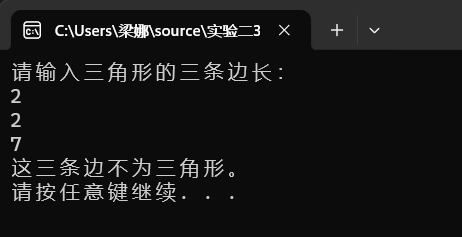 C:\Users\梁娜\source\实验二3
请输入三角形的三条边长:
2
2
7
这三条边不为三角形。
请按任意键继续. . .